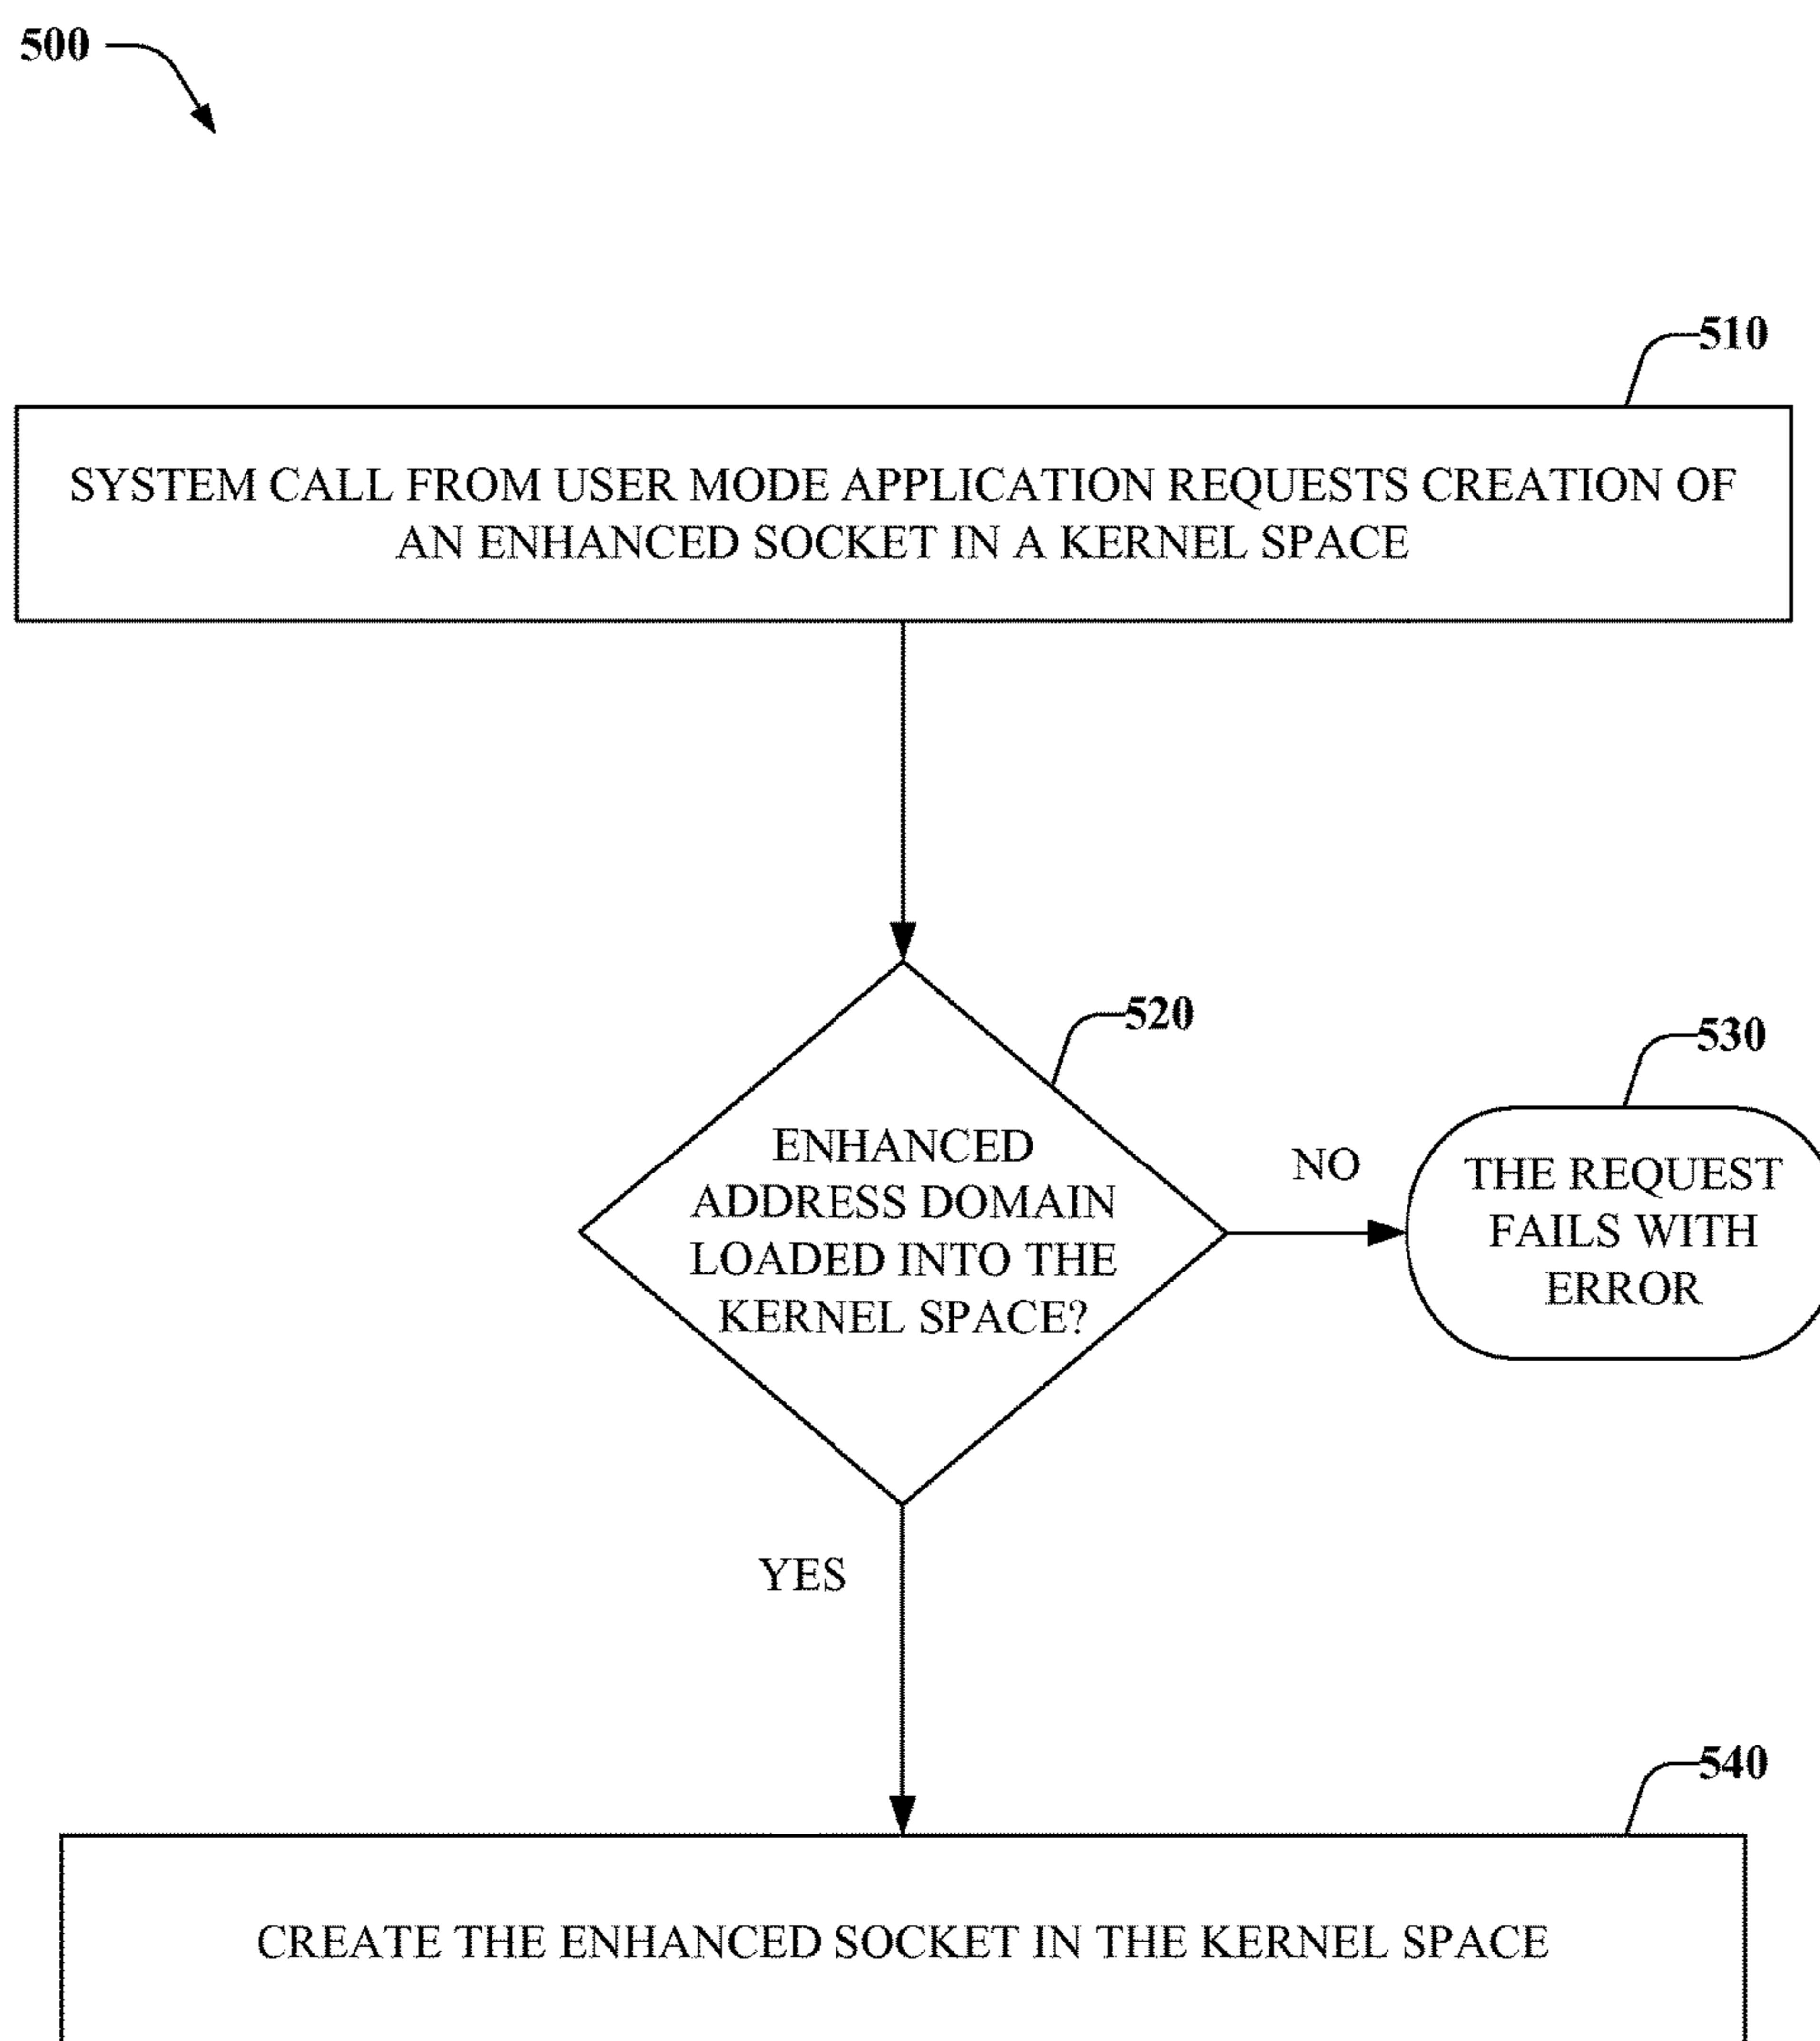 500
510
SYSTEM CALL FROM USER MODE APPLICATION REQUESTS CREATION OF
AN ENHANCED SOCKET IN A KERNEL SPACE
520
ENHANCED
ADDRESS DOMAIN
LOADED INTO THE
KERNEL SPACE?
NO
530
THE REQUEST
FAILS WITH
ERROR
YES
540
CREATE THE ENHANCED SOCKET IN THE KERNEL SPACE